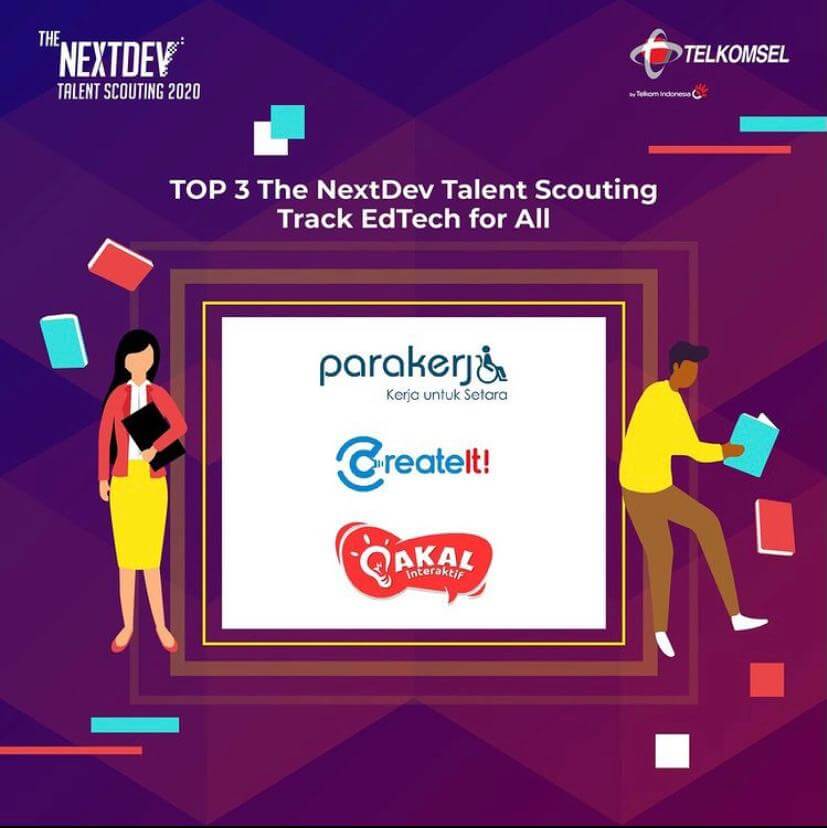 THE
NEXTDEV
TALENT SCOUTING 2020
TELKOMSEL
by Telkom Indonesia
TOP 3 The NextDev Talent Scouting
Track EdTech for All
parakerja
Kerja untuk Setara
CreateIt!
AKAL
interaktif